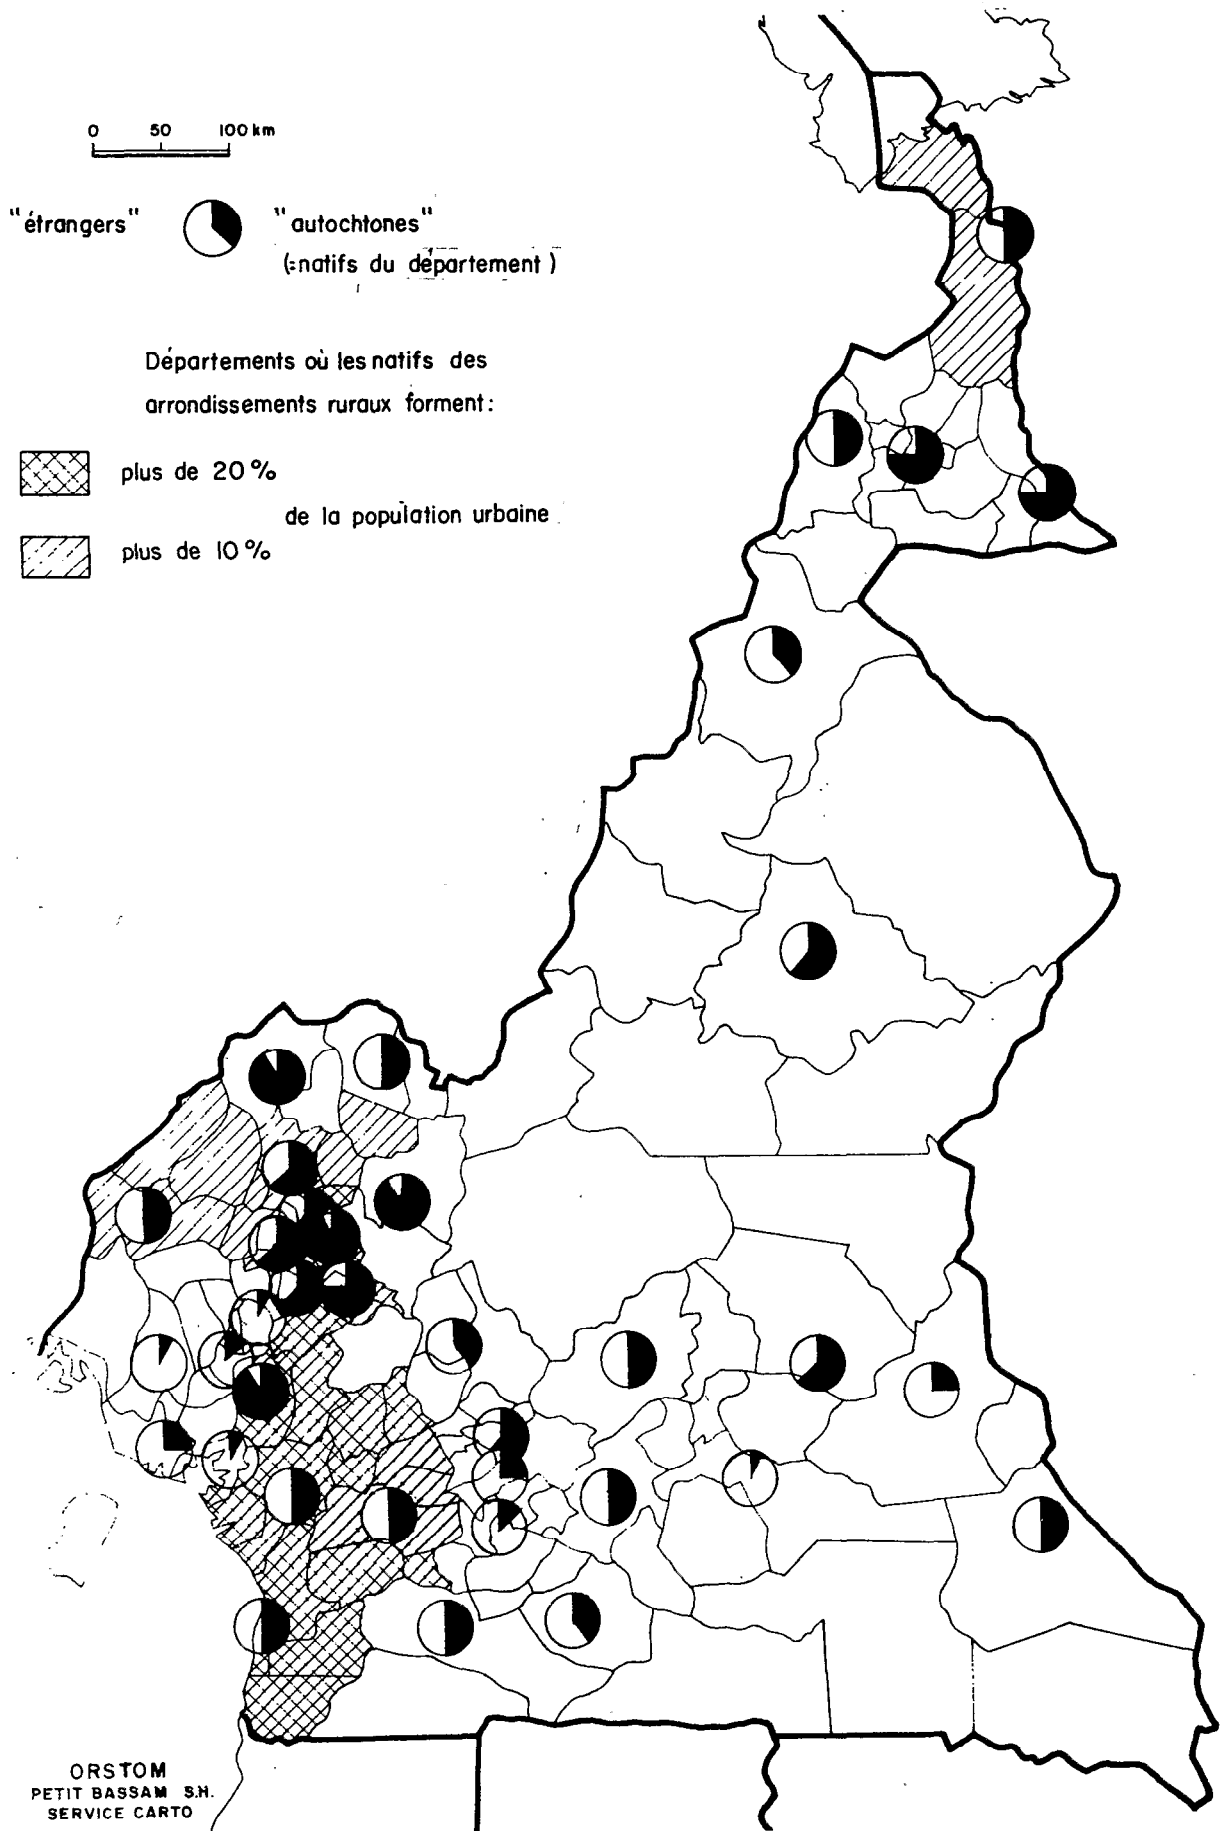 0 50 100 km
"étrangers" "autochtones"
(=natifs du département)
Départements où les natifs des
arrondissements ruraux forment:
plus de 20%
de la population urbaine
plus de 10%
ORSTOM
PETIT BASSAM S.H.
SERVICE CARTO